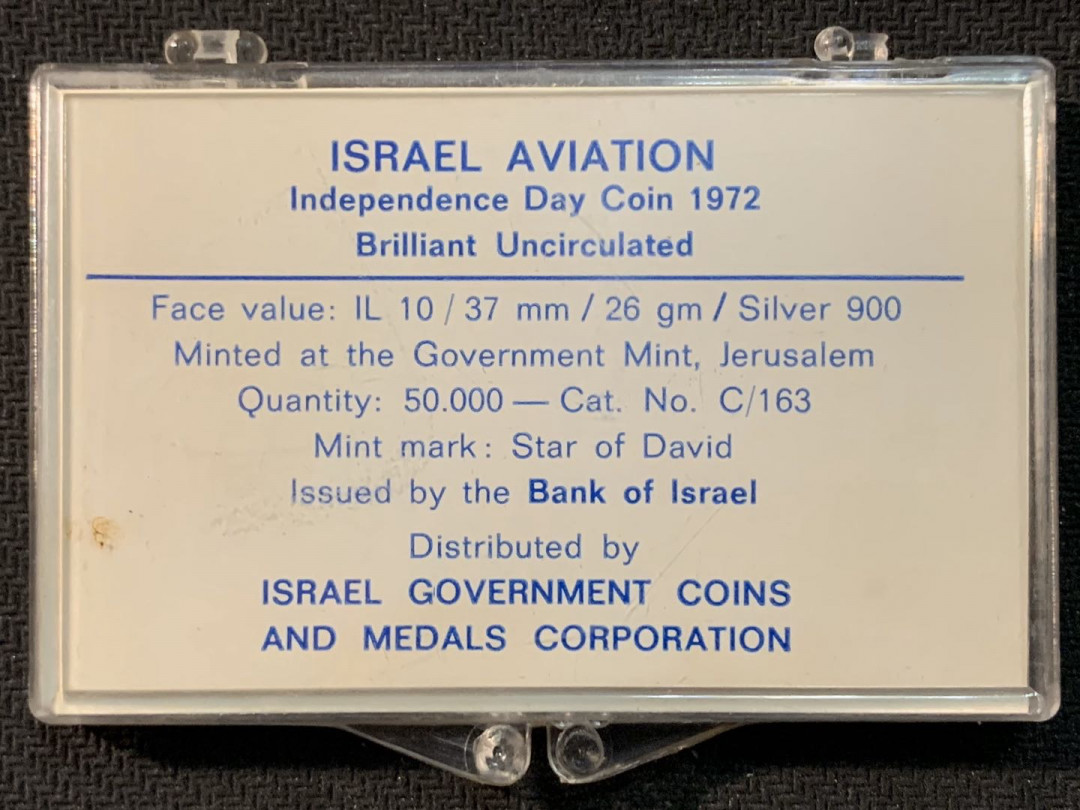 ISRAEL AVIATION
Independence Day Coin 1972
Brilliant Uncirculated
Face value: IL 10 / 37 mm / 26 gm / Silver 900
Minted at the Government Mint, Jerusalem
Quantity: 50.000 — Cat. No. C/163
Mint mark: Star of David
Issued by the Bank of Israel
Distributed by
ISRAEL GOVERNMENT COINS
AND MEDALS CORPORATION